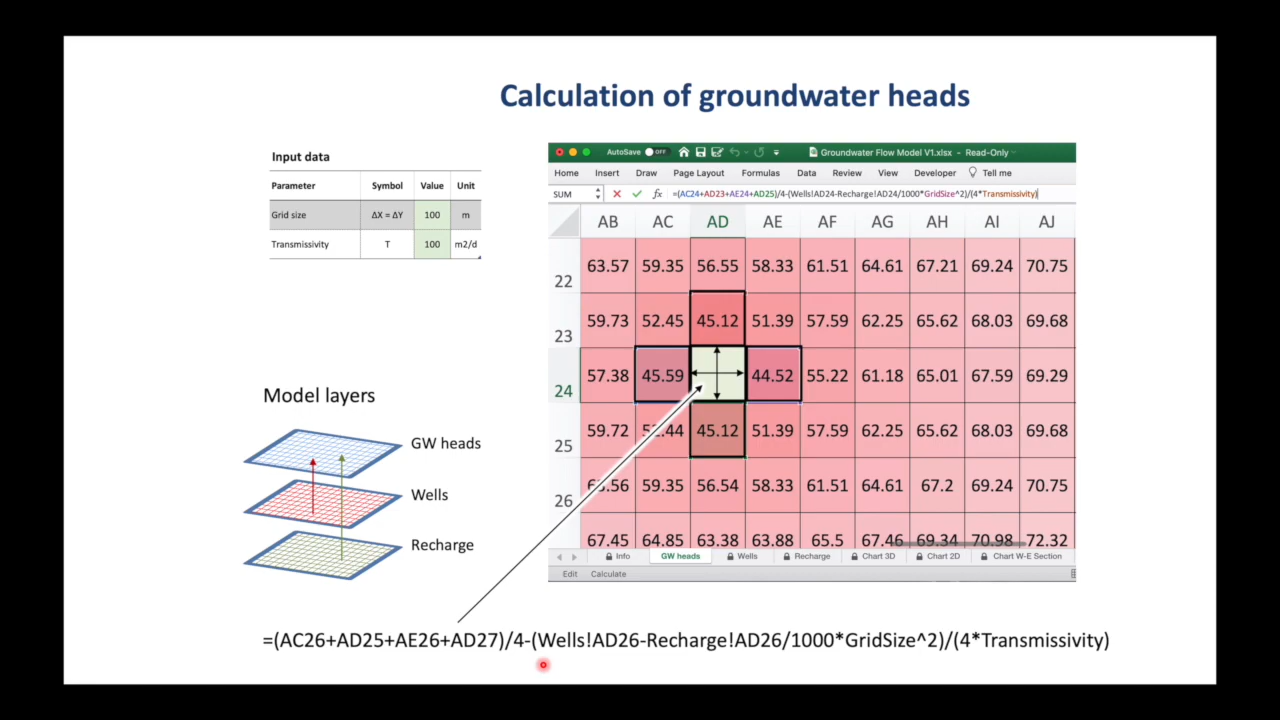 Calculation of groundwater heads
Input data
Parameter Symbol Value Unit
Grid size ΔX = ΔY 100 m
Transmissivity T 100 m2/d
Model layers
GW heads
Wells
Recharge
AutoSave OFF Groundwater Flow Model V1.xlsx - Read-Only
Home Insert Draw Page Layout Formulas Data Review View Developer Tell me
SUM fx =(AC24+AD23+AE24+AD25)/4-(Wells!AD24-Recharge!AD24/1000*GridSize^2)/(4*Transmissivity)
AB AC AD AE AF AG AH AI AJ
22 63.57 59.35 56.55 58.33 61.51 64.61 67.21 69.24 70.75
23 59.73 52.45 45.12 51.39 57.59 62.25 65.62 68.03 69.68
24 57.38 45.59 44.52 55.22 61.18 65.01 67.59 69.29
25 59.72 45.12 51.39 57.59 62.25 65.62 68.03 69.68
26 59.35 56.54 58.33 61.51 64.61 67.2 69.24 70.75
67.45 64.85 63.38 63.88 65.5 67.46 69.34 70.98 72.32
Info GW heads Wells Recharge Chart 3D Chart 2D Chart W-E Section
Edit Calculate
=(AC26+AD25+AE26+AD27)/4-(Wells!AD26-Recharge!AD26/1000*GridSize^2)/(4*Transmissivity)